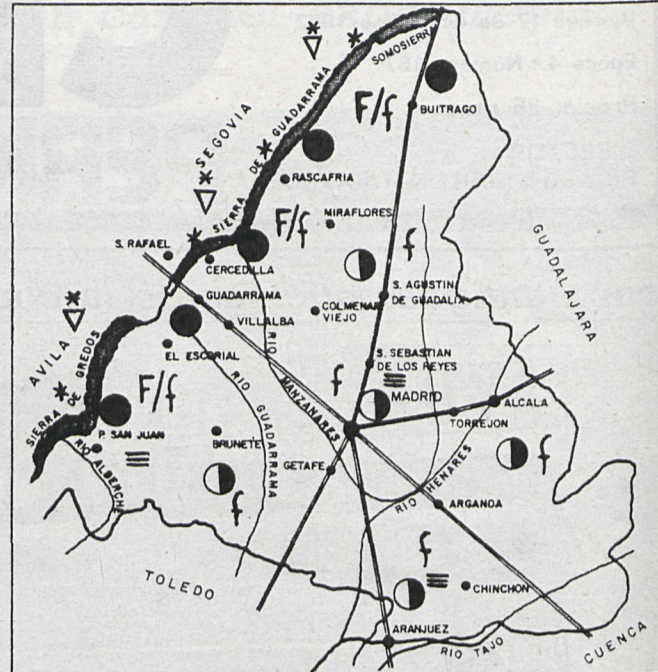 SOMOSIERRA
BUITRAGO
F/f
SEGOVIA
SIERRA DE GUADARRAMA
RASCAFRIA
F/f
MIRAFLORES
f
GUADALAJARA
S. RAFAEL
CERCEDILLA
GUADARRAMA
S. AGUSTIN
DE GUADALIX
COLMENAR
VIEJO
VILLALBA
AVILA
SIERRA DE GREDOS
EL ESCORIAL
RIO MANZANARES
S. SEBASTIAN
DE LOS REYES
f
F/f
RIO GUADARRAMA
MADRID
ALCALA
TORREJON
P. SAN JUAN
BRUNETE
RIO ALBERCHE
GETAFE
f
f
RIO HENARES
ARGANDA
f
TOLEDO
CHINCHON
ARANJUEZ
RIO TAJO
CUENCA